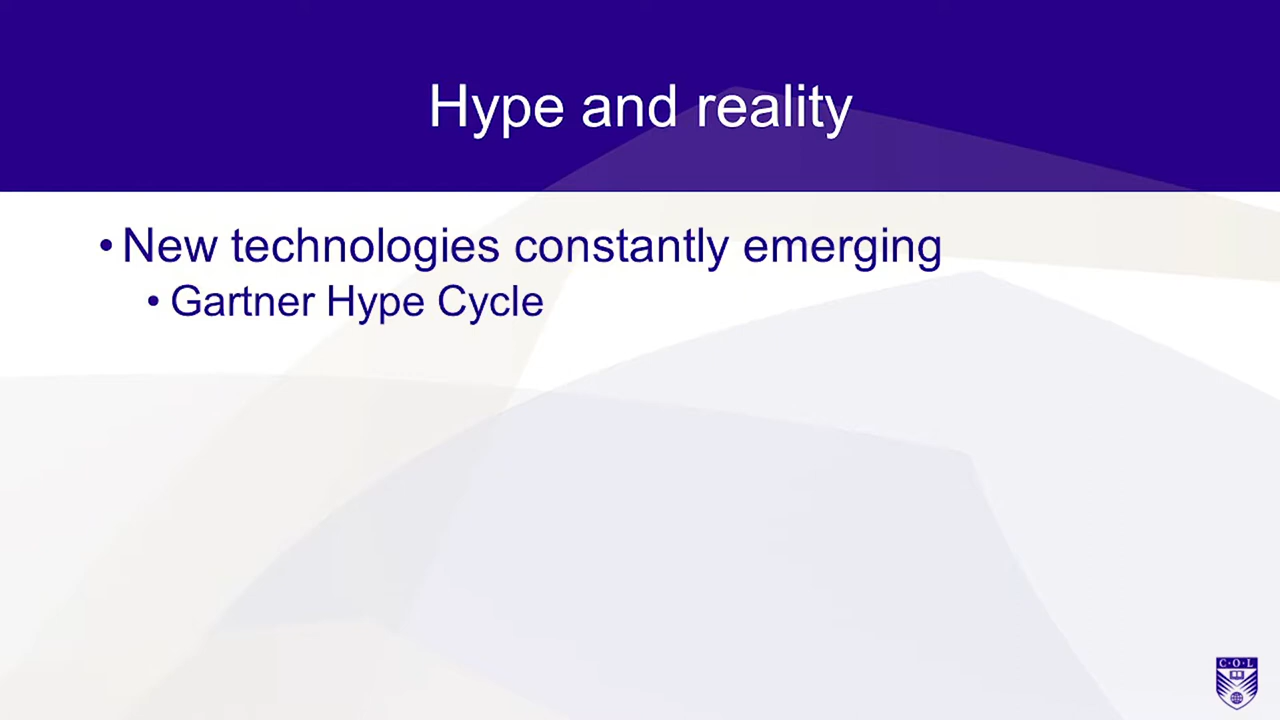 Hype and reality
• New technologies constantly emerging
• Gartner Hype Cycle
C·O·L